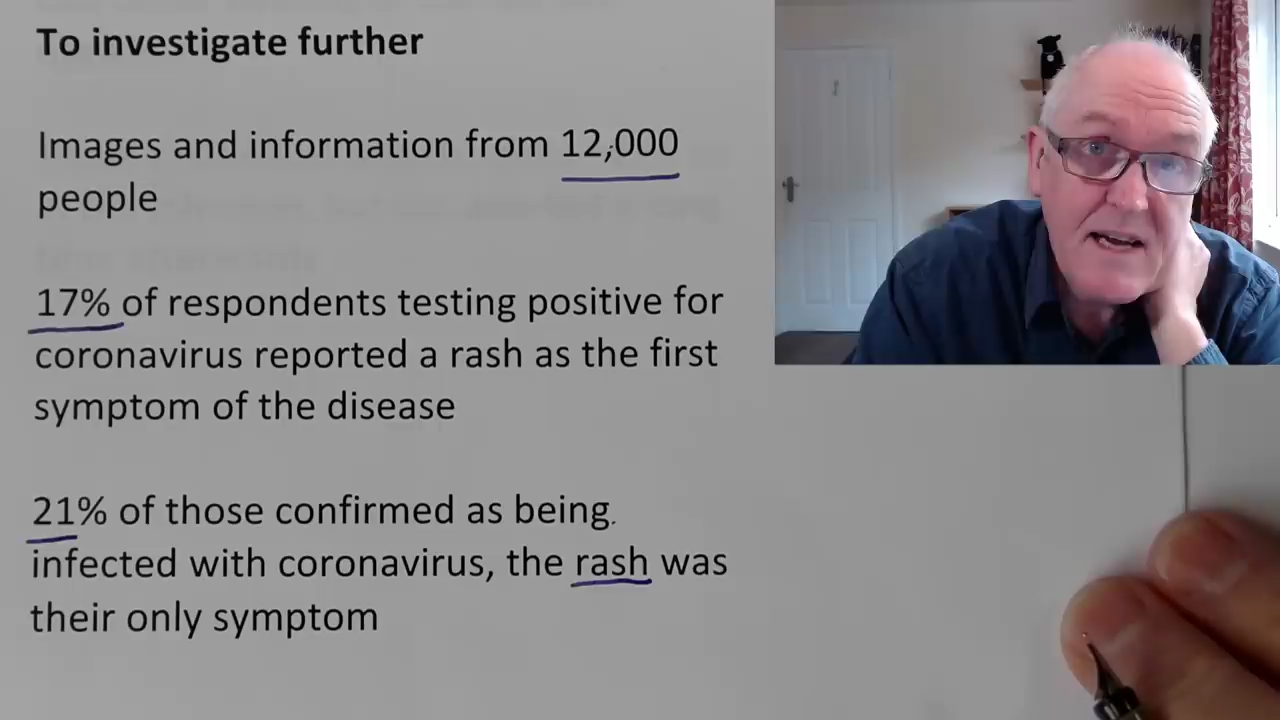 To investigate further
Images and information from 12,000
people
17% of respondents testing positive for
coronavirus reported a rash as the first
symptom of the disease
21% of those confirmed as being
infected with coronavirus, the rash was
their only symptom